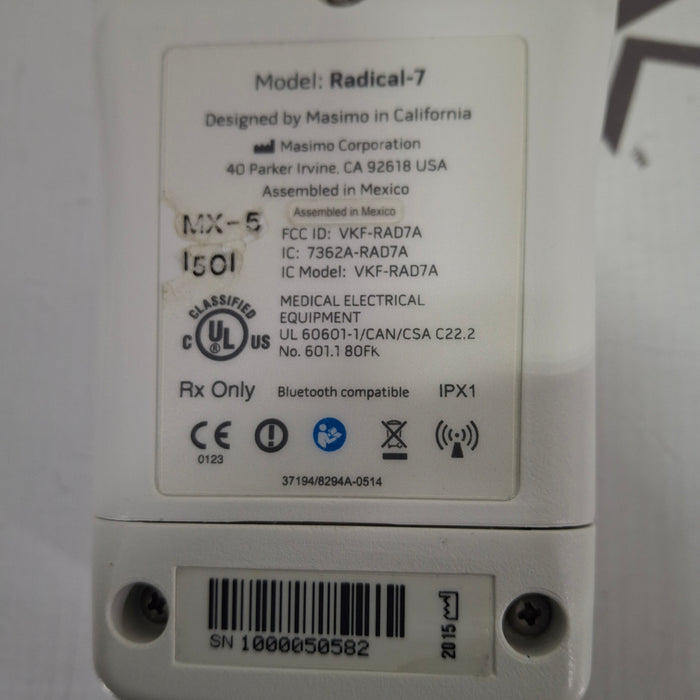 Model: Radical-7
Designed by Masimo in California
Masimo Corporation
40 Parker Irvine, CA 92618 USA
Assembled in Mexico
Assembled in Mexico
MX-5
1501
FCC ID: VKF-RAD7A
IC: 7362A-RAD7A
IC Model: VKF-RAD7A
CLASSIFIED
C UL US
®
MEDICAL ELECTRICAL
EQUIPMENT
UL 60601-1/CAN/CSA C22.2
No. 601.1 80FK
Rx Only Bluetooth compatible IPX1
CE
0123
37194/8294A-0514
SN 1000050582
2015